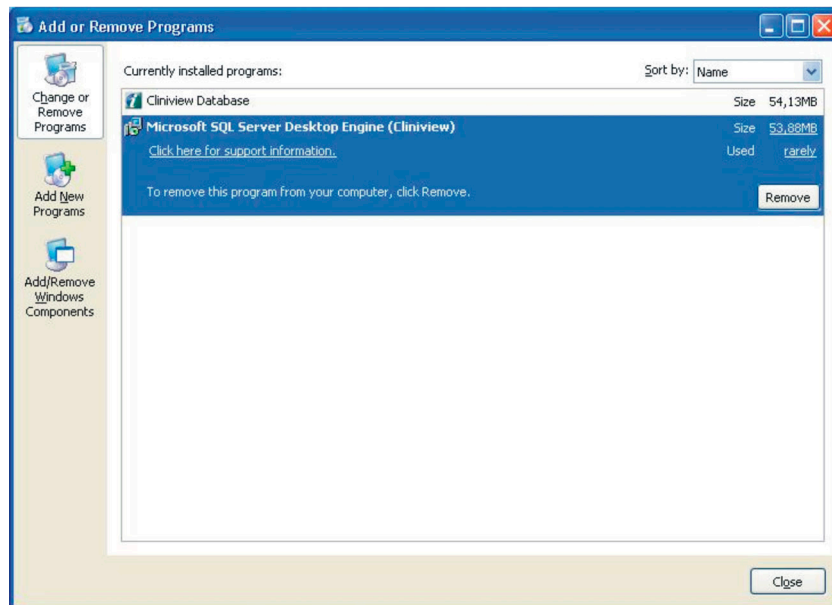 Add or Remove Programs
Change or
Remove
Programs
Add New
Programs
Add/Remove
Windows
Components
Currently installed programs:
Sort by: Name
Cliniview Database Size 54,13MB
Microsoft SQL Server Desktop Engine (Cliniview) Size 53,88MB
Click here for support information. Used rarely
To remove this program from your computer, click Remove. Remove
Close